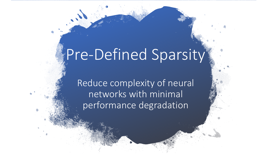 Pre-Defined Sparsity
Reduce complexity of neural
networks with minimal
performance degradation